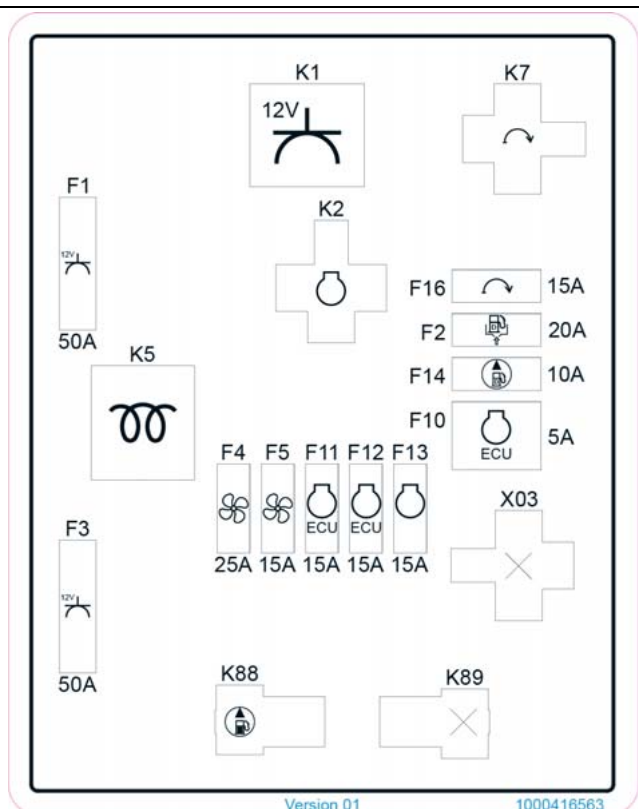 K1
K7
12V
F1
K2
12V
F16 15A
F2 20A
50A
K5
F14 10A
F10
ECU
5A
F4 F5 F11 F12 F13
ECU ECU
X03
25A 15A 15A 15A 15A
F3
12V
50A
K88
K89
Version 01 1000416563